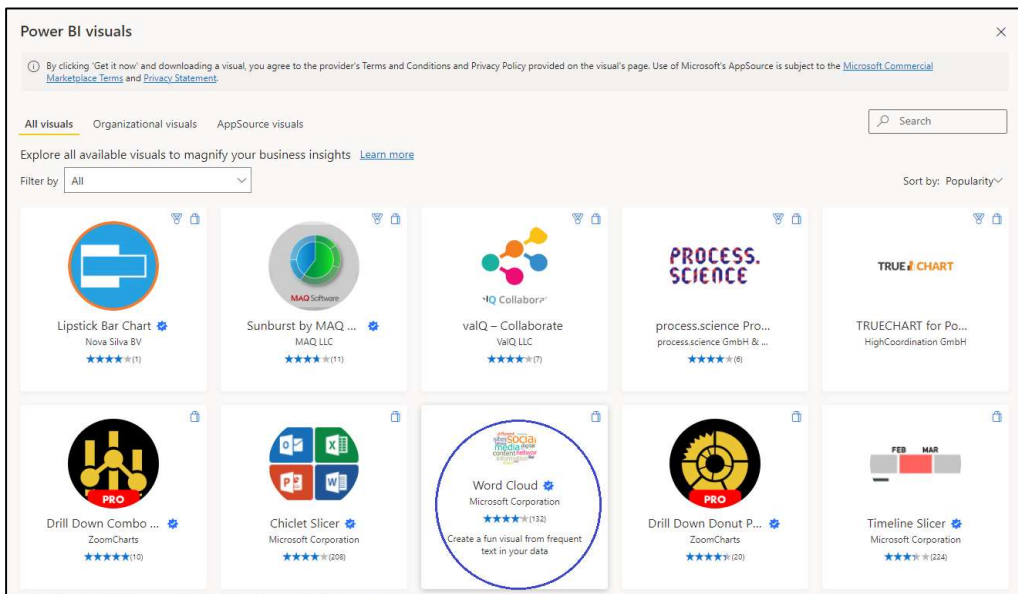 Power BI visuals
By clicking 'Get it now' and downloading a visual, you agree to the provider's Terms and Conditions and Privacy Policy provided on the visual's page. Use of Microsoft's AppSource is subject to the Microsoft Commercial
Marketplace Terms and Privacy Statement.
All visuals Organizational visuals AppSource visuals
Search
Explore all available visuals to magnify your business insights Learn more
Filter by All
Sort by: Popularity
MAQ Software
IQ Collabora
PROCESS.
SCIENCE
TRUE CHART
Lipstick Bar Chart
Nova Silva BV
(1)
Sunburst by MAQ ...
MAQ LLC
(11)
valQ – Collaborate
ValQ LLC
(7)
process.science Pro...
process.science GmbH & ...
(6)
TRUECHART for Po...
HighCoordination GmbH
PRO
Drill Down Combo ...
ZoomCharts
(10)
Chiclet Slicer
Microsoft Corporation
(208)
social
media
content
information
Word Cloud
Microsoft Corporation
(132)
Create a fun visual from frequent
text in your data
PRO
Drill Down Donut P...
ZoomCharts
(20)
FEB MAR
Timeline Slicer
Microsoft Corporation
(224)